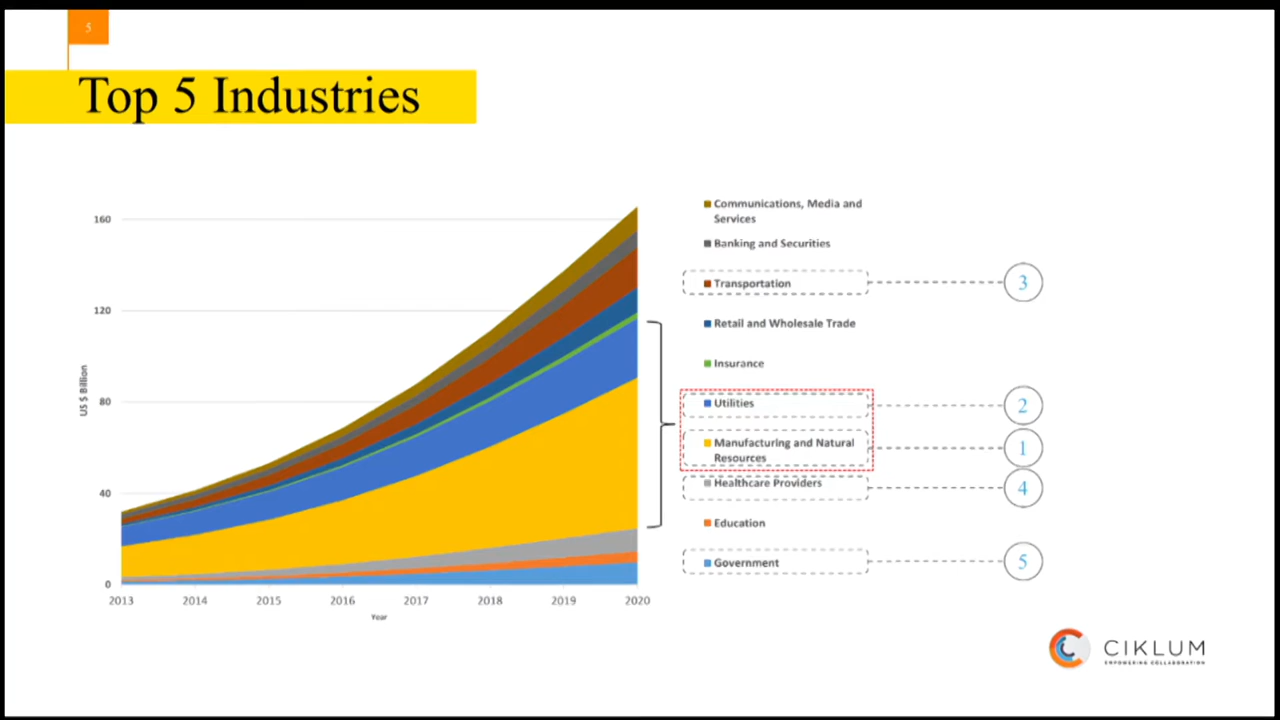 5
Top 5 Industries
160
120
80
40
0
US $ Billion
2013 2014 2015 2016 2017 2018 2019 2020
Year
Communications, Media and
Services
Banking and Securities
Transportation
3
Retail and Wholesale Trade
Insurance
Utilities
2
Manufacturing and Natural
Resources
1
Healthcare Providers
4
Education
Government
5
CIKLUM
EMPOWERING COLLABORATION